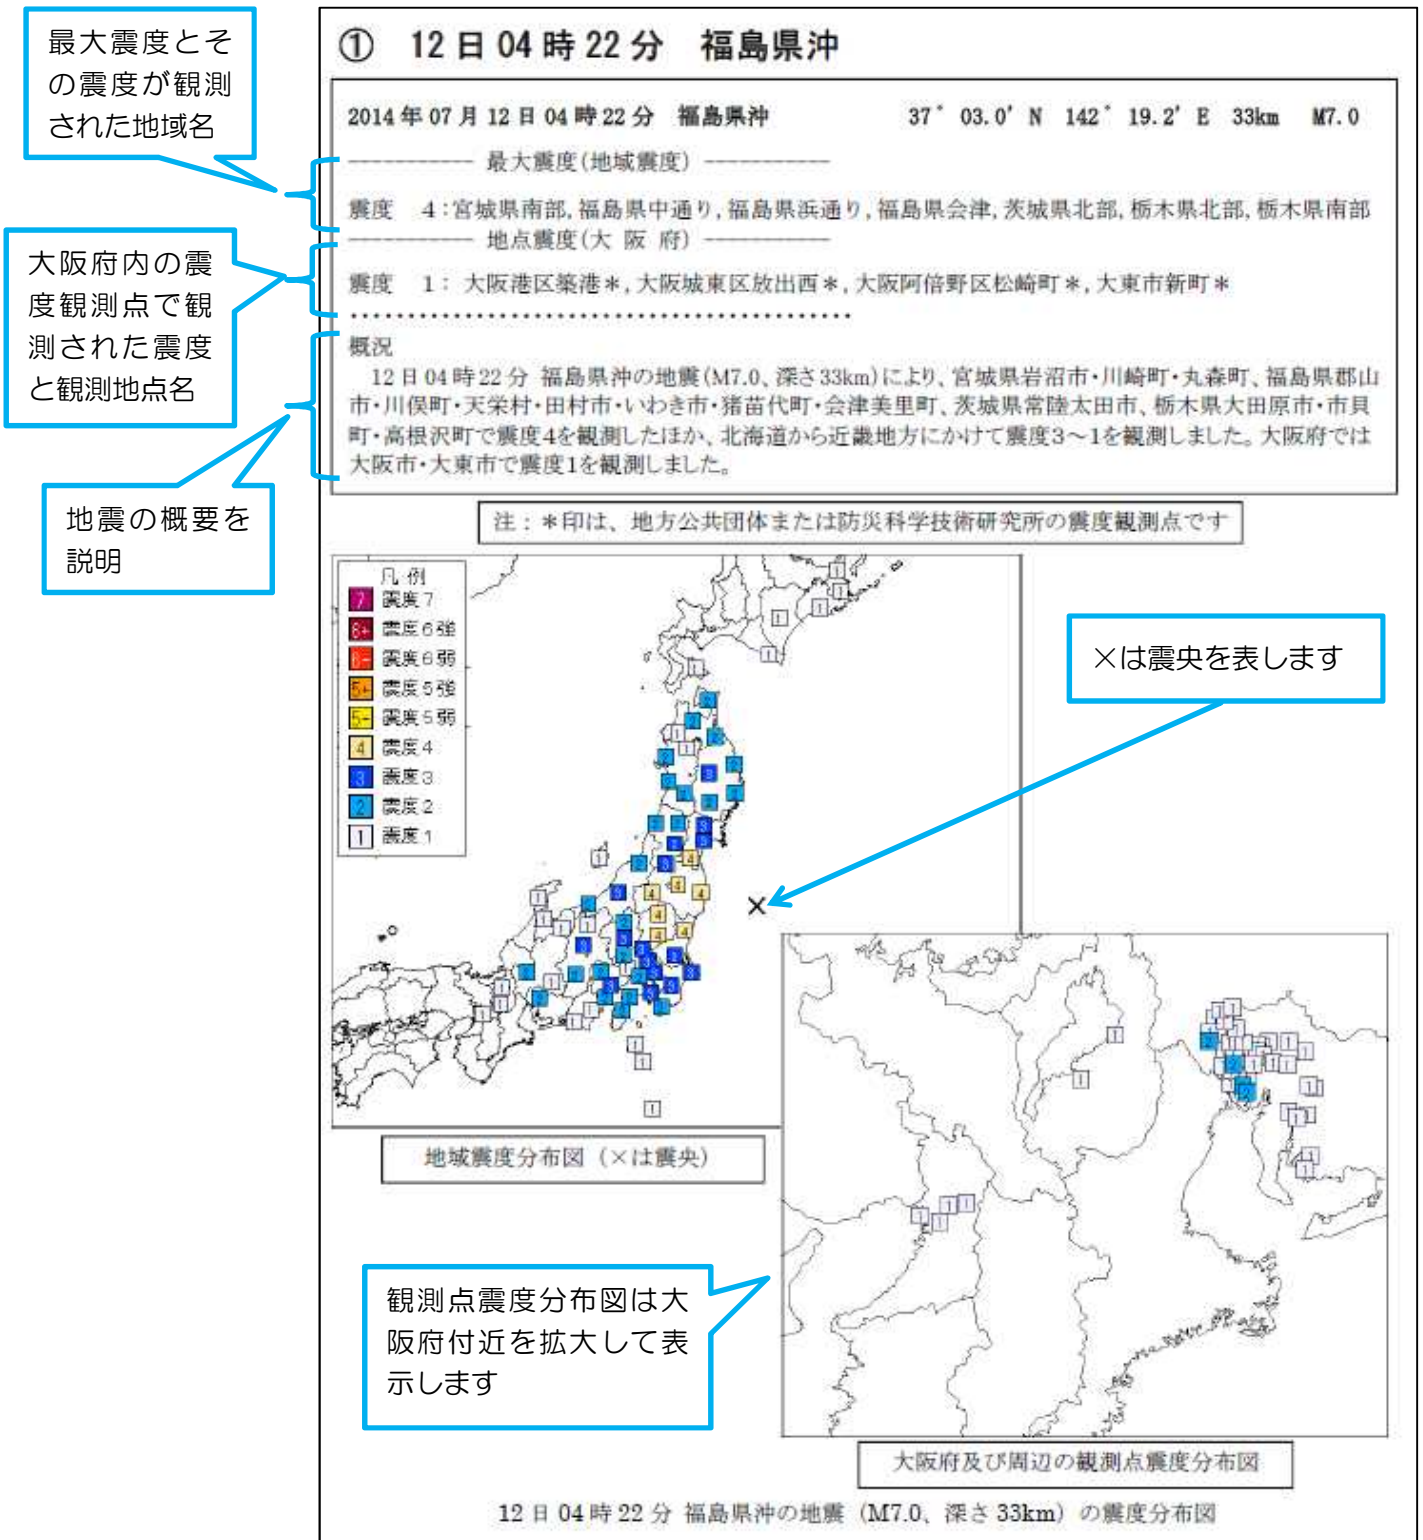 最大震度とそ
の震度が観測
された地域名
大阪府内の震
度観測点で観
測された震度
と観測地点名
地震の概要を
説明
① 12日04時22分 福島県沖
2014年07月12日04時22分 福島県沖 37°03.0'N 142°19.2'E 33km M7.0
----------- 最大震度(地域震度) -----------
震度 4:宮城県南部,福島県中通り,福島県浜通り,福島県会津,茨城県北部,栃木県北部,栃木県南部
----------- 地点震度(大 阪 府) -----------
震度 1: 大阪港区築港*,大阪城東区放出西*,大阪阿倍野区松崎町*,大東市新町*
概況
12日04時22分 福島県沖の地震(M7.0、深さ33km)により、宮城県岩沼市・川崎町・丸森町、福島県郡山
市・川俣町・天栄村・田村市・いわき市・猪苗代町・会津美里町、茨城県常陸太田市、栃木県大田原市・市貝
町・高根沢町で震度4を観測したほか、北海道から近畿地方にかけて震度3~1を観測しました。大阪府では
大阪市・大東市で震度1を観測しました。
注:*印は、地方公共団体または防災科学技術研究所の震度観測点です
凡例
7 震度7
6+ 震度6強
6- 震度6弱
5+ 震度5強
5- 震度5弱
4 震度4
3 震度3
2 震度2
1 震度1
×は震央を表します
地域震度分布図(×は震央)
観測点震度分布図は大
阪府付近を拡大して表
示します
大阪府及び周辺の観測点震度分布図
12日04時22分 福島県沖の地震(M7.0、深さ33km)の震度分布図